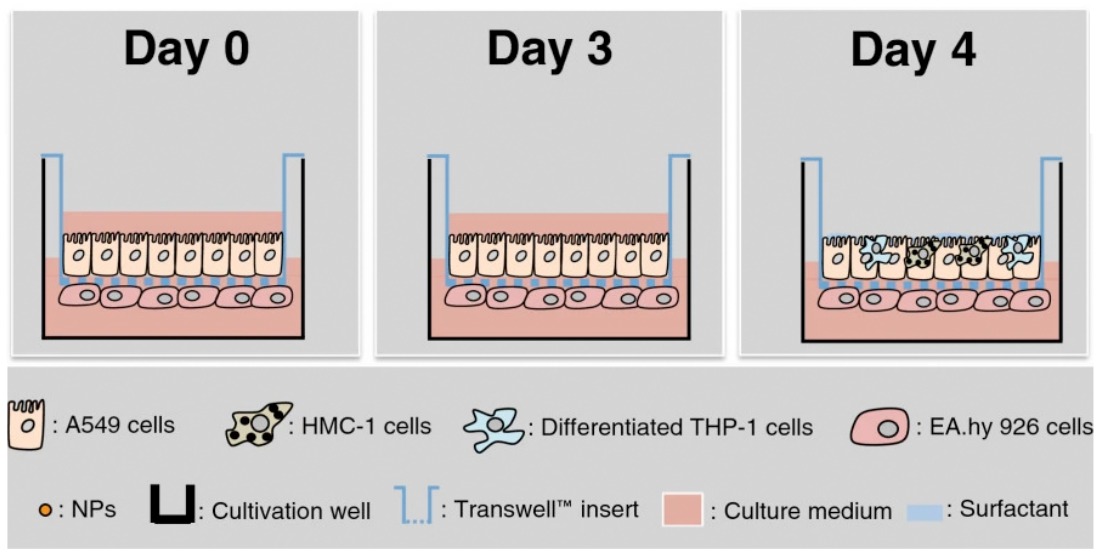 Day 0
Day 3
Day 4
: A549 cells
: HMC-1 cells
: Differentiated THP-1 cells
: EA.hy 926 cells
: NPs
: Cultivation well
: Transwell™ insert
: Culture medium
: Surfactant